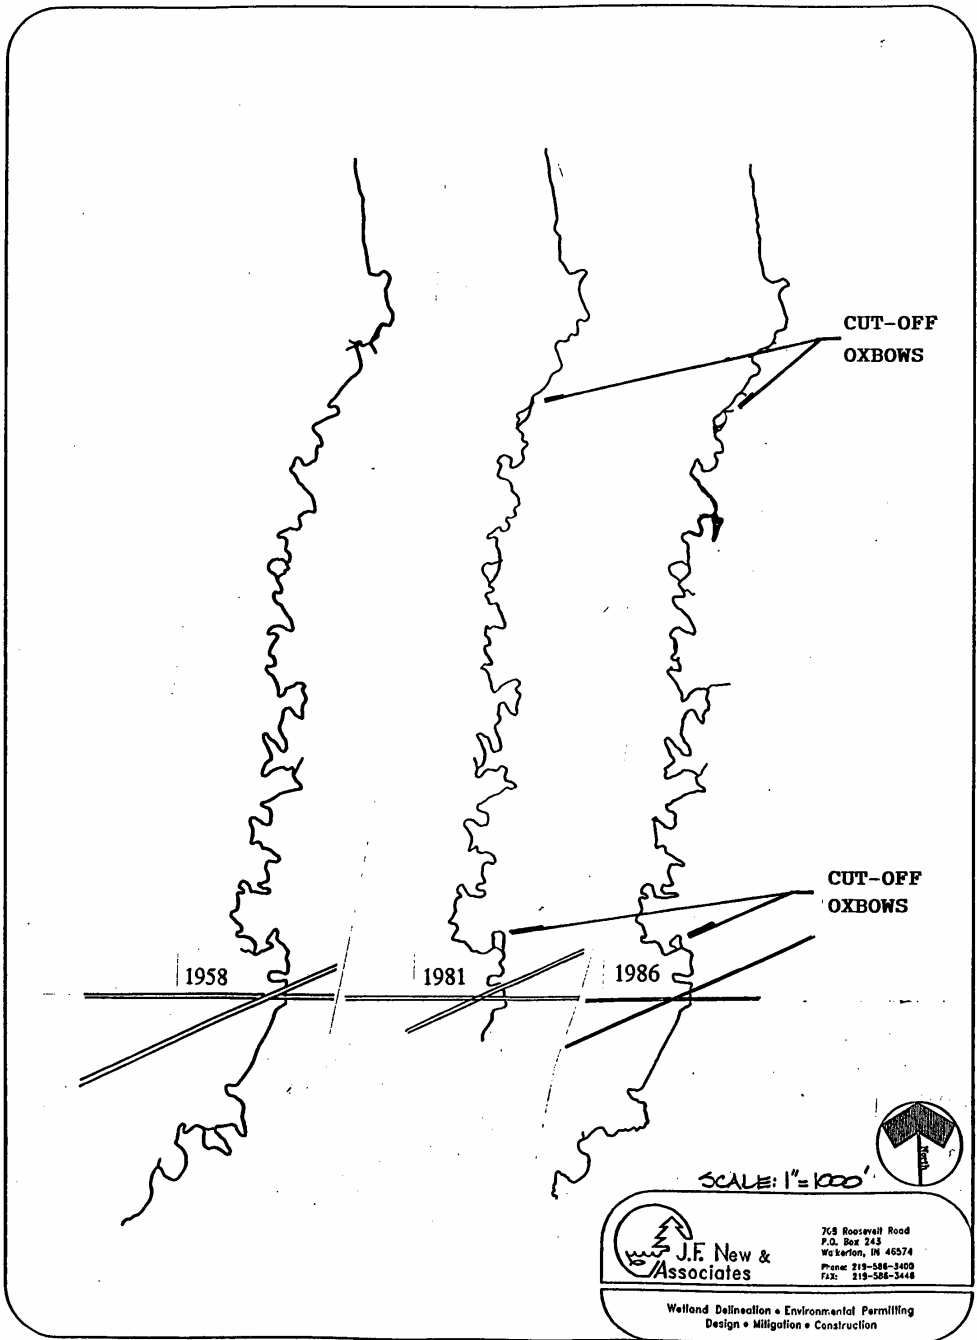 CUT-OFF
OXBOWS
CUT-OFF
OXBOWS
1958
1981
1986
North
SCALE: 1"=1000'
J.F. New &
Associates
Roosevelt Road
P.O. Box 243
Walkerton, IN 46574
Phone: 219-586-3400
FAX: 219-586-3446
Wetland Delineation • Environmental Permitting
Design • Mitigation • Construction